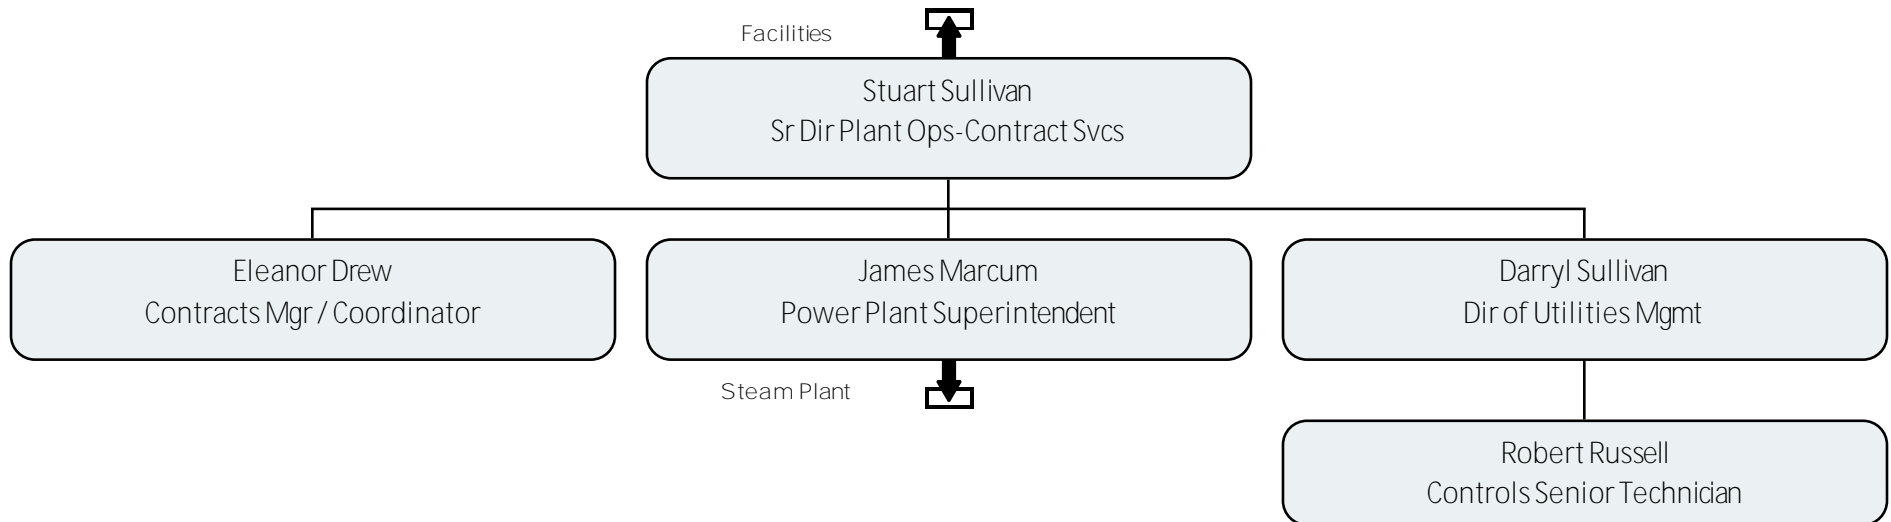 Facilities
Stuart Sullivan
Sr Dir Plant Ops-Contract Svcs
Eleanor Drew
Contracts Mgr / Coordinator
James Marcum
Power Plant Superintendent
Darryl Sullivan
Dir of Utilities Mgmt
Steam Plant
Robert Russell
Controls Senior Technician